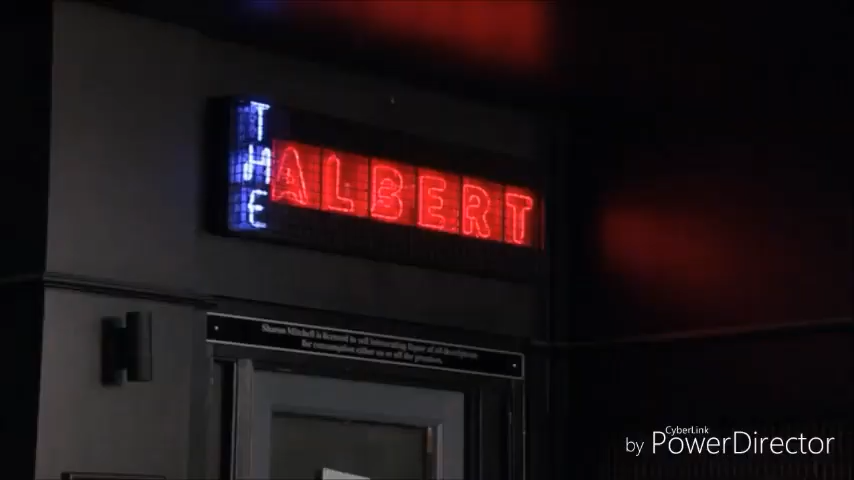 THE
ALBERT
Sharon Mitchell is licensed to sell intoxicating liquor of all descriptions
for consumption either on or off the premises.
CyberLink
by PowerDirector